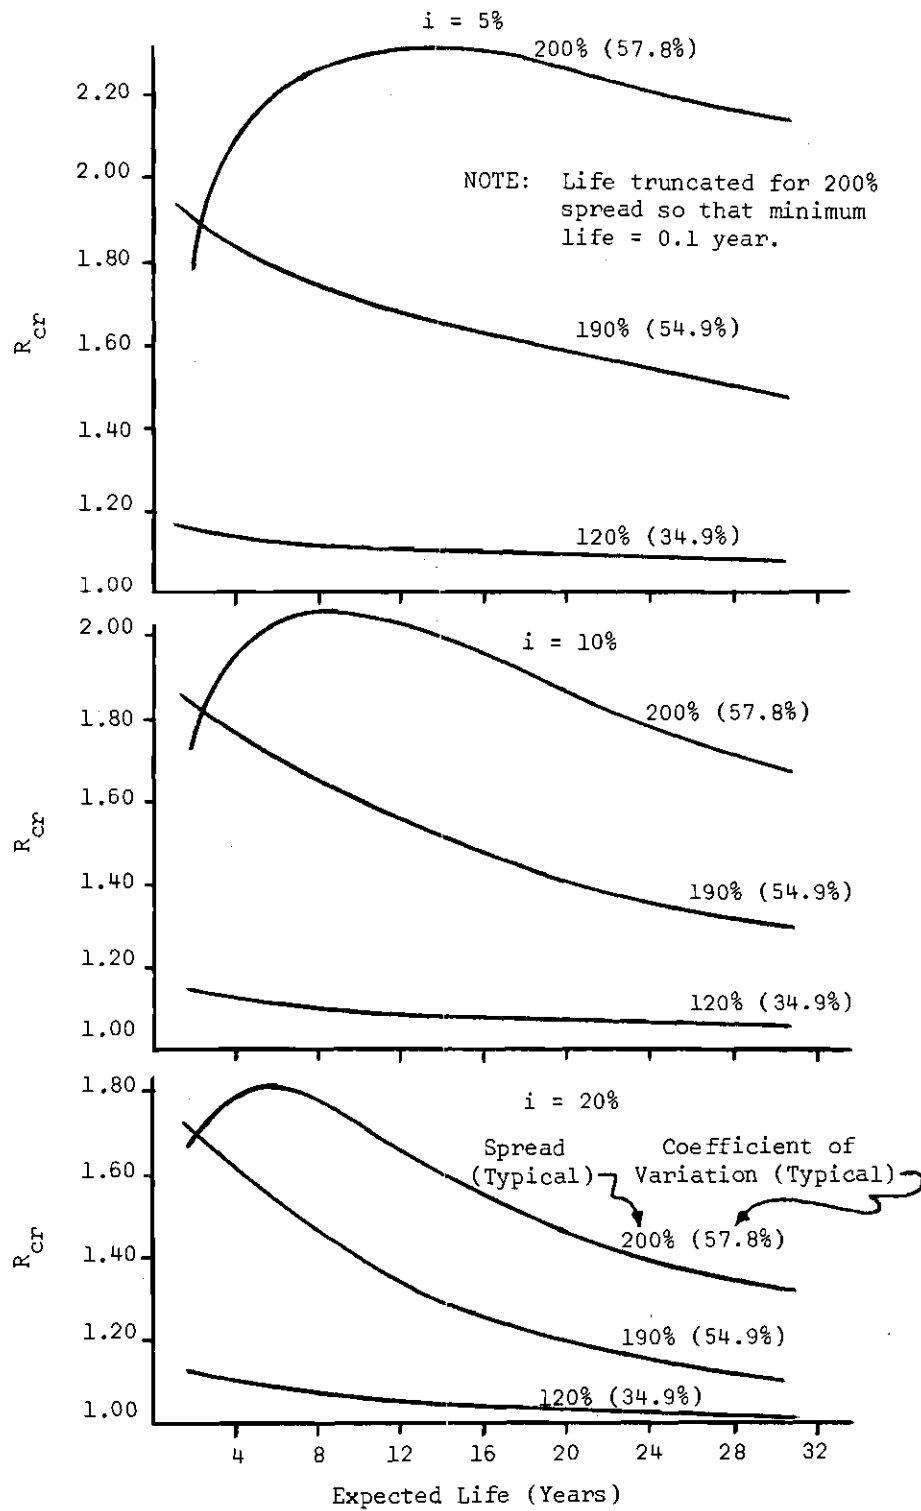 i = 5%
200% (57.8%)
2.20
2.00
NOTE: Life truncated for 200%
spread so that minimum
life = 0.1 year.
1.80
190% (54.9%)
1.60
Rcr
1.40
1.20
120% (34.9%)
1.00
2.00
i = 10%
200% (57.8%)
1.80
1.60
Rcr
1.40
190% (54.9%)
1.20
120% (34.9%)
1.00
1.80
i = 20%
Spread
(Typical)
Coefficient of
Variation (Typical)
1.60
200% (57.8%)
1.40
Rcr
1.20
190% (54.9%)
120% (34.9%)
1.00
4 8 12 16 20 24 28 32
Expected Life (Years)